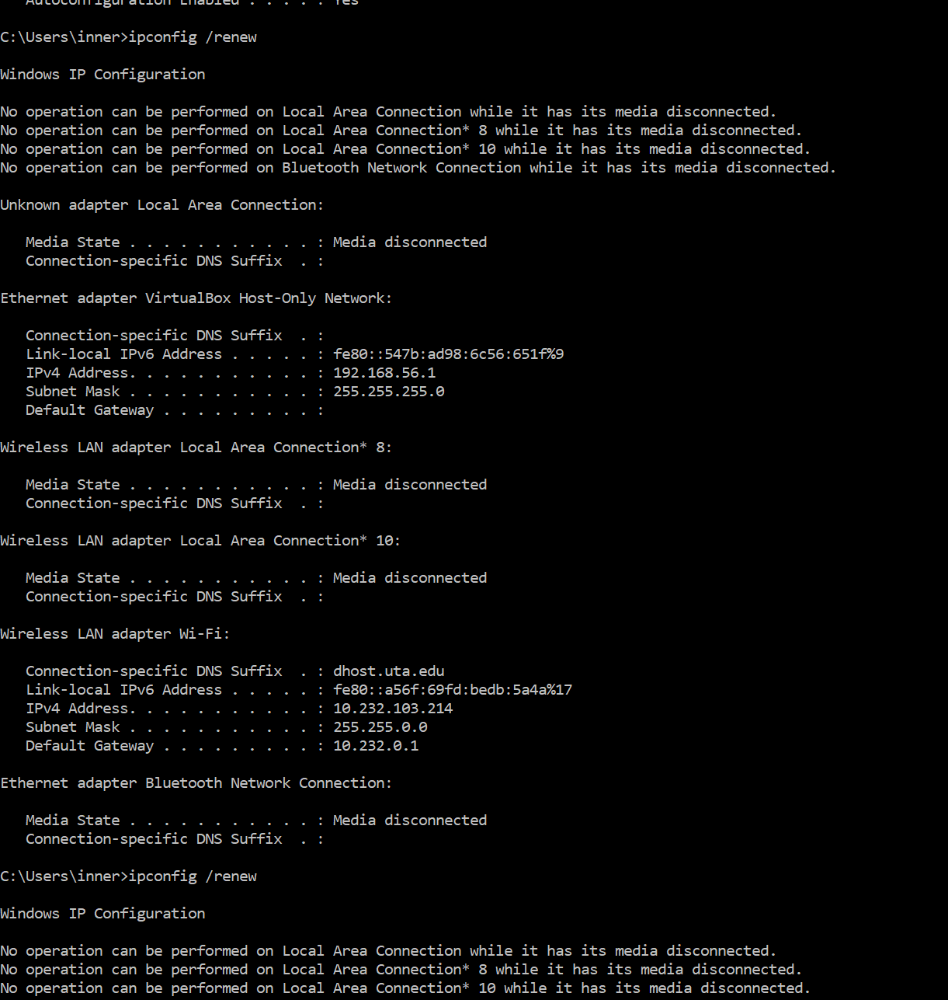 Autoconfiguration Enabled . . . . : Yes
C:\Users\inner>ipconfig /renew
Windows IP Configuration
No operation can be performed on Local Area Connection while it has its media disconnected.
No operation can be performed on Local Area Connection* 8 while it has its media disconnected.
No operation can be performed on Local Area Connection* 10 while it has its media disconnected.
No operation can be performed on Bluetooth Network Connection while it has its media disconnected.
Unknown adapter Local Area Connection:
Media State . . . . . . . . . . . : Media disconnected
Connection-specific DNS Suffix  . :
Ethernet adapter VirtualBox Host-Only Network:
Connection-specific DNS Suffix  . :
Link-local IPv6 Address . . . . . : fe80::547b:ad98:6c56:651f%9
IPv4 Address. . . . . . . . . . . : 192.168.56.1
Subnet Mask . . . . . . . . . . . : 255.255.255.0
Default Gateway . . . . . . . . . :
Wireless LAN adapter Local Area Connection* 8:
Media State . . . . . . . . . . . : Media disconnected
Connection-specific DNS Suffix  . :
Wireless LAN adapter Local Area Connection* 10:
Media State . . . . . . . . . . . : Media disconnected
Connection-specific DNS Suffix  . :
Wireless LAN adapter Wi-Fi:
Connection-specific DNS Suffix  . : dhost.uta.edu
Link-local IPv6 Address . . . . . : fe80::a56f:69fd:bedb:5a4a%17
IPv4 Address. . . . . . . . . . . : 10.232.103.214
Subnet Mask . . . . . . . . . . . : 255.255.0.0
Default Gateway . . . . . . . . . : 10.232.0.1
Ethernet adapter Bluetooth Network Connection:
Media State . . . . . . . . . . . : Media disconnected
Connection-specific DNS Suffix  . :
C:\Users\inner>ipconfig /renew
Windows IP Configuration
No operation can be performed on Local Area Connection while it has its media disconnected.
No operation can be performed on Local Area Connection* 8 while it has its media disconnected.
No operation can be performed on Local Area Connection* 10 while it has its media disconnected.